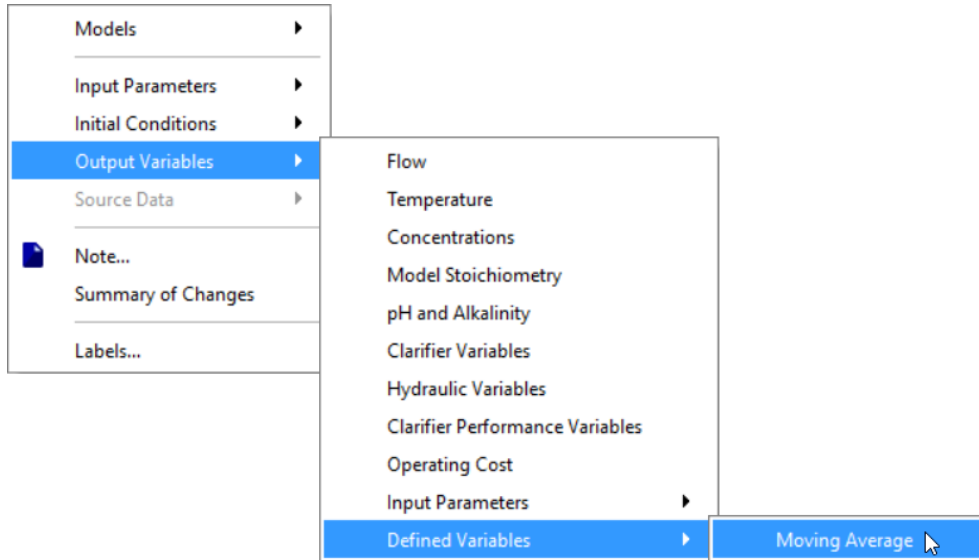 Models
Input Parameters
Initial Conditions
Output Variables
Source Data
Note...
Summary of Changes
Labels...
Flow
Temperature
Concentrations
Model Stoichiometry
pH and Alkalinity
Clarifier Variables
Hydraulic Variables
Clarifier Performance Variables
Operating Cost
Input Parameters
Defined Variables
Moving Average